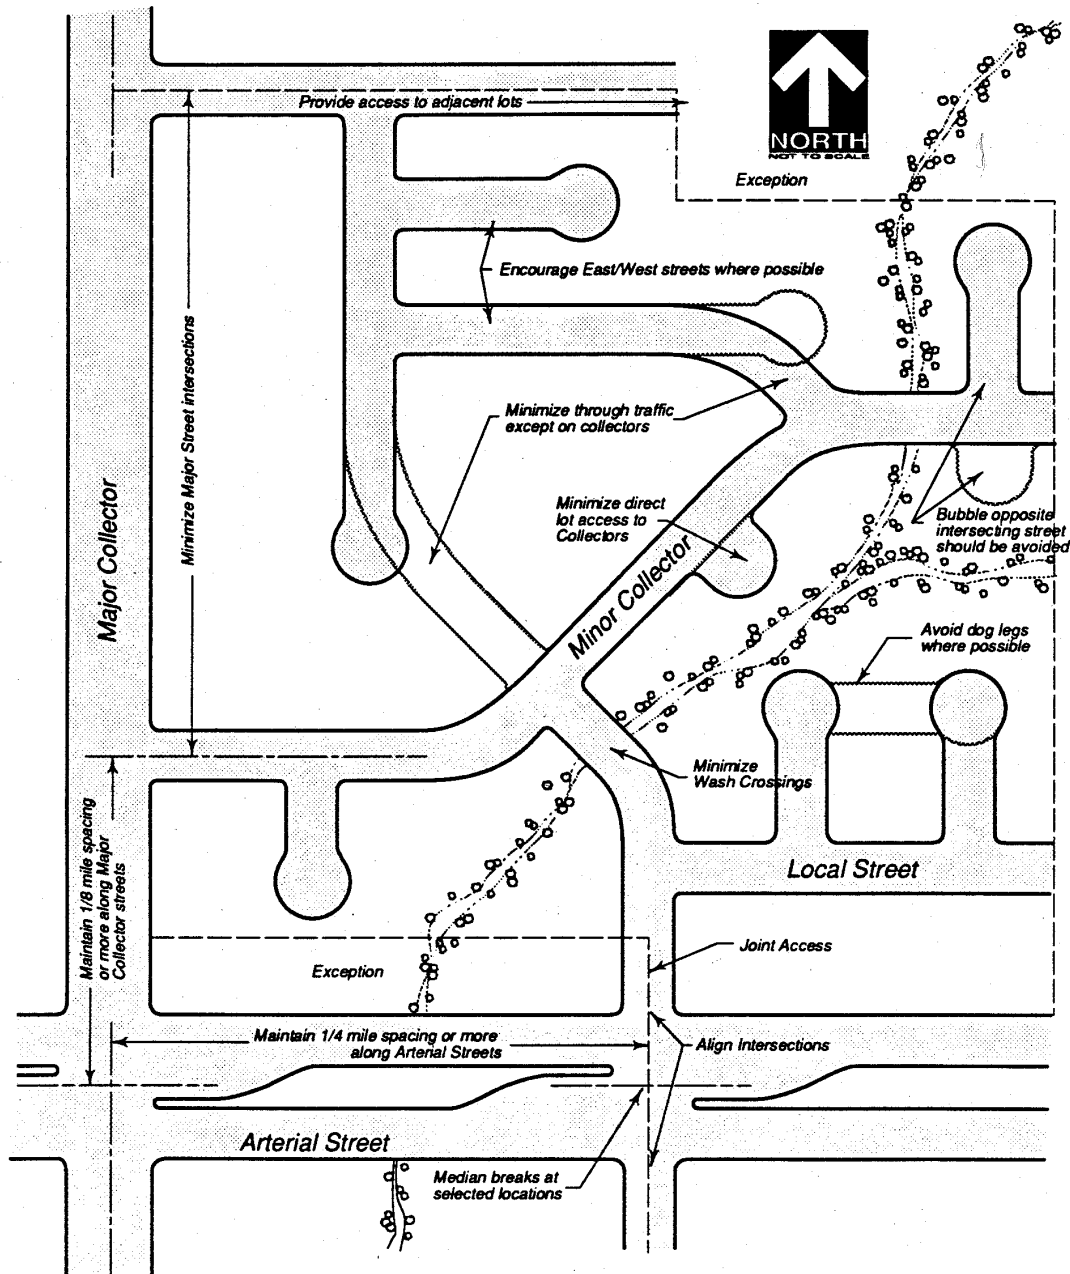 Provide access to adjacent lots
NORTH
NOT TO SCALE
Exception
Encourage East/West streets where possible
Minimize Major Street intersections
Minimize through traffic
except on collectors
Major Collector
Minimize direct
lot access to
Collectors
Bubble opposite
intersecting street
should be avoided
Minor Collector
Avoid dog legs
where possible
Minimize
Wash Crossings
Maintain 1/8 mile spacing
or more along Major
Collector streets
Local Street
Joint Access
Exception
Maintain 1/4 mile spacing or more
along Arterial Streets
Align Intersections
Arterial Street
Median breaks at
selected locations